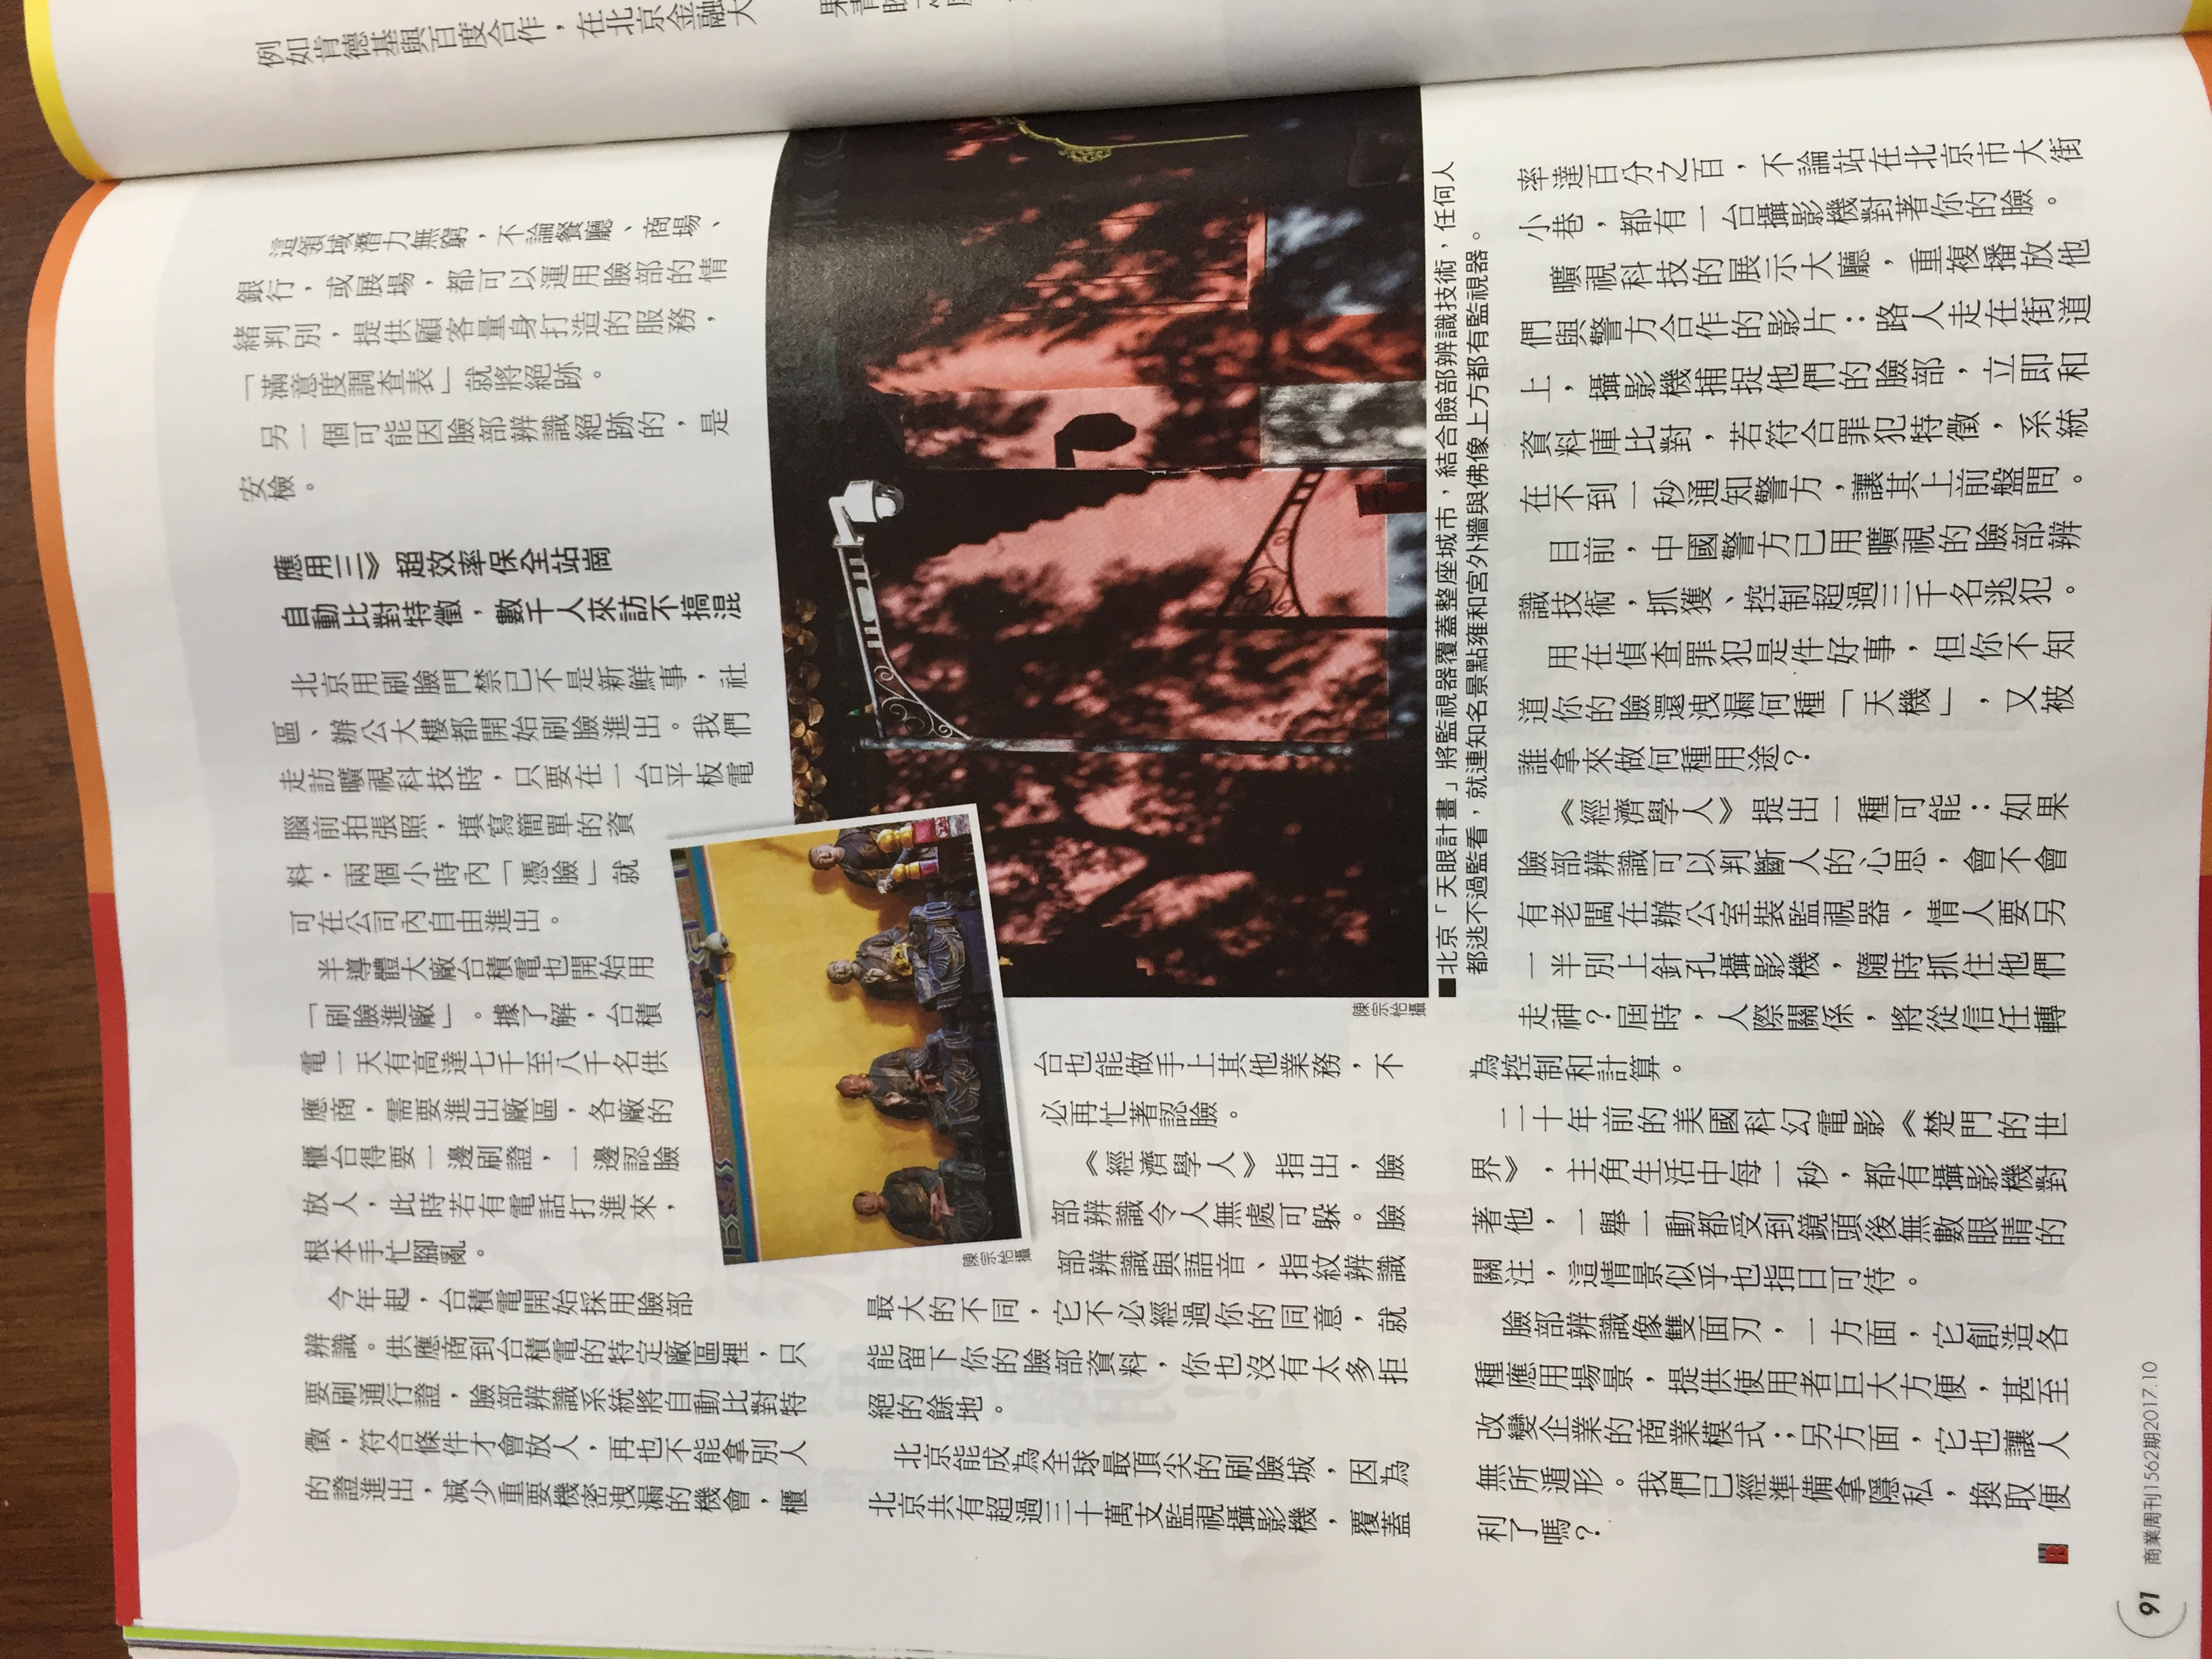 例如肯德基與百度合作，在北京金融大
這領域潛力無窮，不論餐廳、商場、
銀行，或展場，都可以運用臉部的情
緒判別，提供顧客量身打造的服務，
「滿意度調查表」就將絕跡。
另一個可能因臉部辨識絕跡的，是
安檢。
應用三》超效率保全站崗
自動比對特徵，數千人來訪不搞混
北京用刷臉門禁已不是新鮮事，社
區、辦公大樓都開始刷臉進出。我們
走訪曠視科技時，只要在一台平板電
腦前拍張照，填寫簡單的資
料，兩個小時內「憑臉」就
可在公司內自由進出。
半導體大廠台積電也開始用
「刷臉進廠」。據了解，台積
電一天有高達七千至八千名供
應商，需要進出廠區，各廠的
櫃台得要一邊刷證，一邊認臉
放人，此時若有電話打進來，
根本手忙腳亂。
今年起，台積電開始採用臉部
辨識。供應商到台積電的特定廠區裡，只
要刷通行證，臉部辨識系統將自動比對特
徵，符合條件才會放人，再也不能拿別人
的證進出，減少重要機密洩漏的機會，櫃
台也能做手上其他業務，不
必再忙著認臉。
《經濟學人》指出，臉
部辨識令人無處可躲。臉
部辨識與語音、指紋辨識
最大的不同，它不必經過你的同意，就
能留下你的臉部資料，你也沒有太多拒
絕的餘地。
北京能成為全球最頂尖的刷臉城，因為
北京共有超過三十萬支監視攝影機，覆蓋
陳宗怡攝
陳宗怡攝
■北京「天眼計畫」將監視器覆蓋整座城市，結合臉部辨識技術，任何人
都逃不過監看，就連知名景點雍和宮外牆與佛像上方都有監視器。
率達百分之百，不論站在北京市大街
小巷，都有一台攝影機對著你的臉。
曠視科技的展示大廳，重複播放他
們與警方合作的影片：路人走在街道
上，攝影機捕捉他們的臉部，立即和
資料庫比對，若符合罪犯特徵，系統
在不到一秒通知警方，讓其上前盤問。
目前，中國警方已用曠視的臉部辨
識技術，抓獲、控制超過三千名逃犯。
用在偵查罪犯是件好事，但你不知
道你的臉還洩漏何種「天機」，又被
誰拿來做何種用途？
《經濟學人》提出一種可能：如果
臉部辨識可以判斷人的心思，會不會
有老闆在辦公室裝監視器、情人要另
一半別上針孔攝影機，隨時抓住他們
走神？屆時，人際關係，將從信任轉
為控制和計算。
二十年前的美國科幻電影《楚門的世
界》，主角生活中每一秒，都有攝影機對
著他，一舉一動都受到鏡頭後無數眼睛的
關注，這情景似乎也指日可待。
臉部辨識像雙面刃，一方面，它創造各
種應用場景，提供使用者巨大方便，甚至
改變企業的商業模式；另方面，它也讓人
無所遁形。我們已經準備拿隱私，換取便
利了嗎？
91 商業周刊1562期2017.10